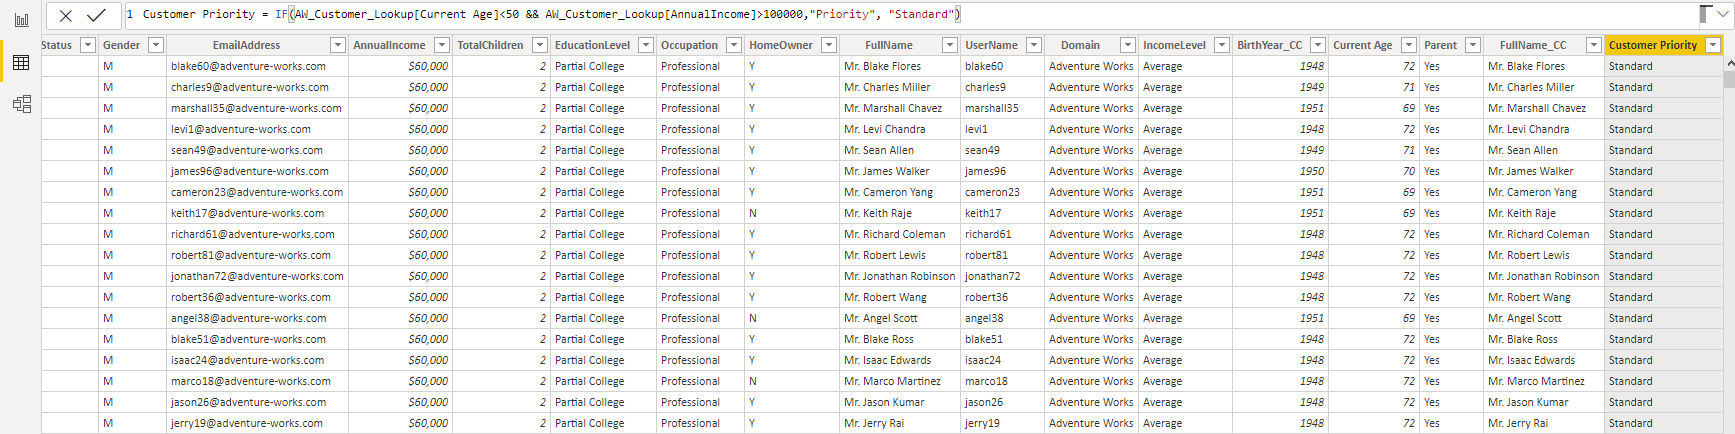 1 Customer Priority = IF(AW_Customer_Lookup[Current Age]<50 && AW_Customer_Lookup[AnnualIncome]>100000,"Priority", "Standard")
Status Gender EmailAddress AnnualIncome TotalChildren EducationLevel Occupation HomeOwner FullName UserName Domain IncomeLevel BirthYear_CC Current Age Parent FullName_CC Customer Priority
M blake60@adventure-works.com $60,000 2 Partial College Professional Y Mr. Blake Flores blake60 Adventure Works Average 1948 72 Yes Mr. Blake Flores Standard
M charles9@adventure-works.com $60,000 2 Partial College Professional Y Mr. Charles Miller charles9 Adventure Works Average 1949 71 Yes Mr. Charles Miller Standard
M marshall35@adventure-works.com $60,000 2 Partial College Professional Y Mr. Marshall Chavez marshall35 Adventure Works Average 1951 69 Yes Mr. Marshall Chavez Standard
M levi1@adventure-works.com $60,000 2 Partial College Professional Y Mr. Levi Chandra levi1 Adventure Works Average 1948 72 Yes Mr. Levi Chandra Standard
M sean49@adventure-works.com $60,000 2 Partial College Professional Y Mr. Sean Allen sean49 Adventure Works Average 1949 71 Yes Mr. Sean Allen Standard
M james96@adventure-works.com $60,000 2 Partial College Professional Y Mr. James Walker james96 Adventure Works Average 1950 70 Yes Mr. James Walker Standard
M cameron23@adventure-works.com $60,000 2 Partial College Professional Y Mr. Cameron Yang cameron23 Adventure Works Average 1951 69 Yes Mr. Cameron Yang Standard
M keith17@adventure-works.com $60,000 2 Partial College Professional N Mr. Keith Raje keith17 Adventure Works Average 1951 69 Yes Mr. Keith Raje Standard
M richard61@adventure-works.com $60,000 2 Partial College Professional Y Mr. Richard Coleman richard61 Adventure Works Average 1948 72 Yes Mr. Richard Coleman Standard
M robert81@adventure-works.com $60,000 2 Partial College Professional Y Mr. Robert Lewis robert81 Adventure Works Average 1948 72 Yes Mr. Robert Lewis Standard
M jonathan72@adventure-works.com $60,000 2 Partial College Professional Y Mr. Jonathan Robinson jonathan72 Adventure Works Average 1948 72 Yes Mr. Jonathan Robinson Standard
M robert36@adventure-works.com $60,000 2 Partial College Professional Y Mr. Robert Wang robert36 Adventure Works Average 1948 72 Yes Mr. Robert Wang Standard
M angel38@adventure-works.com $60,000 2 Partial College Professional N Mr. Angel Scott angel38 Adventure Works Average 1951 69 Yes Mr. Angel Scott Standard
M blake51@adventure-works.com $60,000 2 Partial College Professional Y Mr. Blake Ross blake51 Adventure Works Average 1948 72 Yes Mr. Blake Ross Standard
M isaac24@adventure-works.com $60,000 2 Partial College Professional Y Mr. Isaac Edwards isaac24 Adventure Works Average 1948 72 Yes Mr. Isaac Edwards Standard
M marco18@adventure-works.com $60,000 2 Partial College Professional N Mr. Marco Martinez marco18 Adventure Works Average 1948 72 Yes Mr. Marco Martinez Standard
M jason26@adventure-works.com $60,000 2 Partial College Professional Y Mr. Jason Kumar jason26 Adventure Works Average 1948 72 Yes Mr. Jason Kumar Standard
M jerry19@adventure-works.com $60,000 2 Partial College Professional Y Mr. Jerry Rai jerry19 Adventure Works Average 1948 72 Yes Mr. Jerry Rai Standard